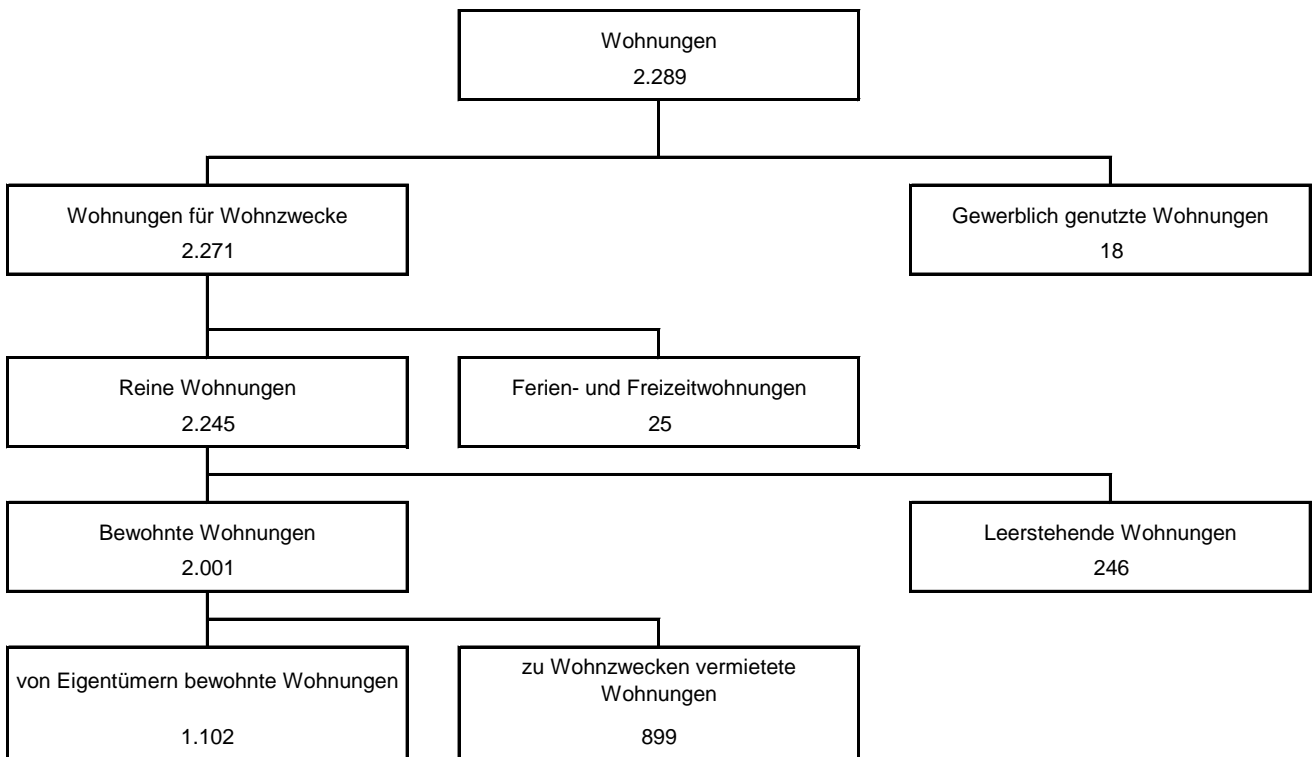 Wohnungen
2.289
Wohnungen für Wohnzwecke
2.271
Gewerblich genutzte Wohnungen
18
Reine Wohnungen
2.245
Ferien- und Freizeitwohnungen
25
Bewohnte Wohnungen
2.001
Leerstehende Wohnungen
246
von Eigentümern bewohnte Wohnungen
1.102
zu Wohnzwecken vermietete
Wohnungen
899